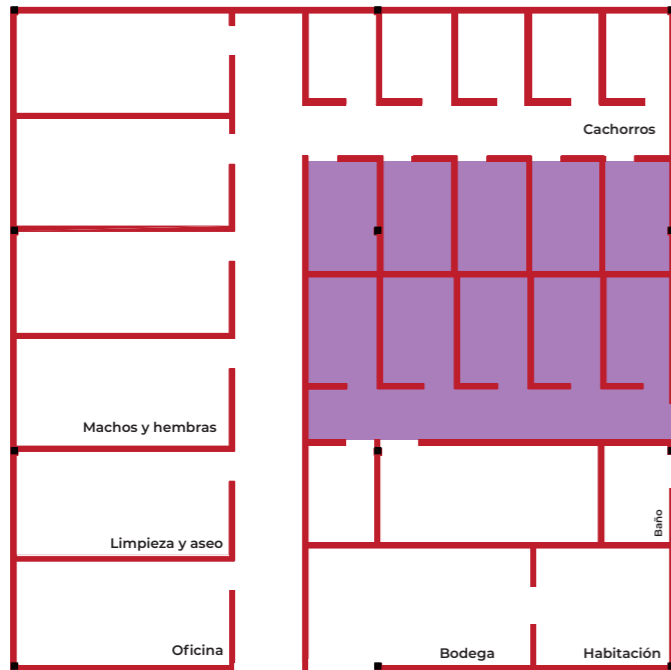 Cachorros
Machos y hembras
Limpieza y aseo
Baño
Oficina
Bodega
Habitación